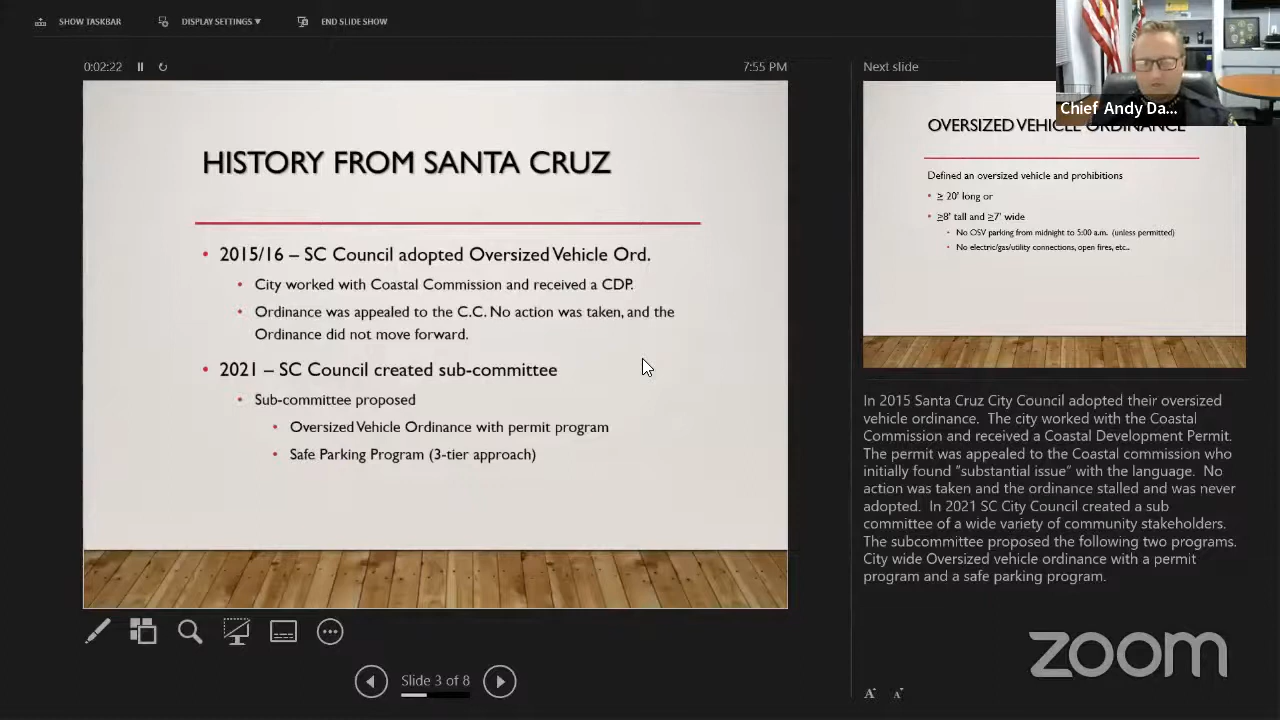 SHOW TASKBAR
DISPLAY SETTINGS ▼
END SLIDE SHOW
0:02:22
7:55 PM
HISTORY FROM SANTA CRUZ
• 2015/16 – SC Council adopted Oversized Vehicle Ord.
• City worked with Coastal Commission and received a CDP.
• Ordinance was appealed to the C.C. No action was taken, and the
Ordinance did not move forward.
• 2021 – SC Council created sub-committee
• Sub-committee proposed
• Oversized Vehicle Ordinance with permit program
• Safe Parking Program (3-tier approach)
Slide 3 of 8
Next slide
Chief Andy Da...
OVERSIZED VEHICLE ORDINANCE
Defined an oversized vehicle and prohibitions
• ≥ 20' long or
• ≥8' tall and ≥7' wide
• No OSV parking from midnight to 5:00 a.m. (unless permitted)
• No electric/gas/utility connections, open fires, etc..
In 2015 Santa Cruz City Council adopted their oversized
vehicle ordinance. The city worked with the Coastal
Commission and received a Coastal Development Permit.
The permit was appealed to the Coastal commission who
initially found "substantial issue" with the language. No
action was taken and the ordinance stalled and was never
adopted. In 2021 SC City Council created a sub
committee of a wide variety of community stakeholders.
The subcommittee proposed the following two programs.
City wide Oversized vehicle ordinance with a permit
program and a safe parking program.
zoom
A A